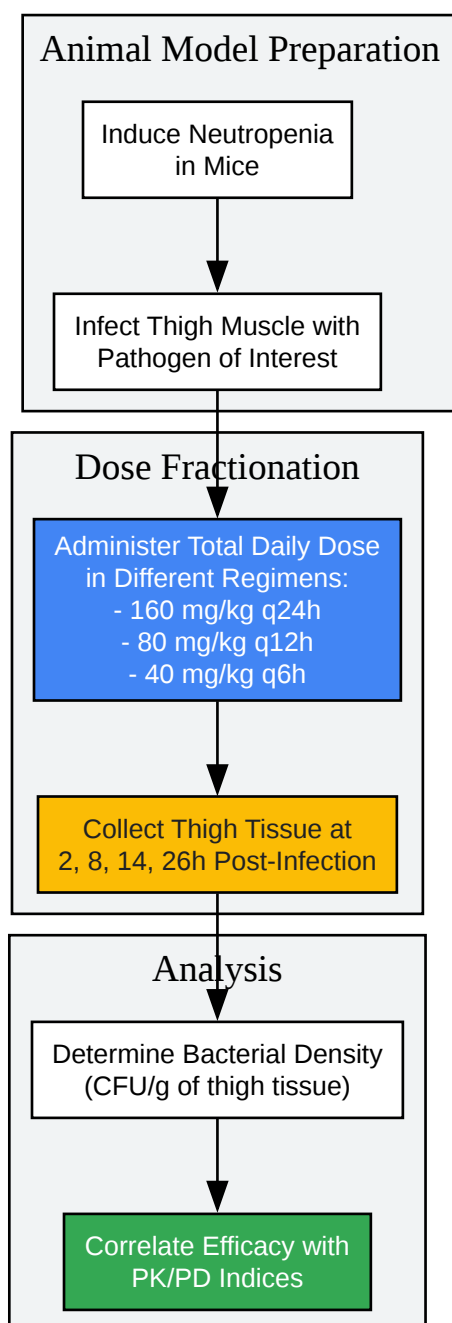 Animal Model Preparation
Induce Neutropenia
in Mice
Infect Thigh Muscle with
Pathogen of Interest
Dose Fractionation
Administer Total Daily Dose
in Different Regimens:
- 160 mg/kg q24h
- 80 mg/kg q12h
- 40 mg/kg q6h
Collect Thigh Tissue at
2, 8, 14, 26h Post-Infection
Analysis
Determine Bacterial Density
(CFU/g of thigh tissue)
Correlate Efficacy with
PK/PD Indices